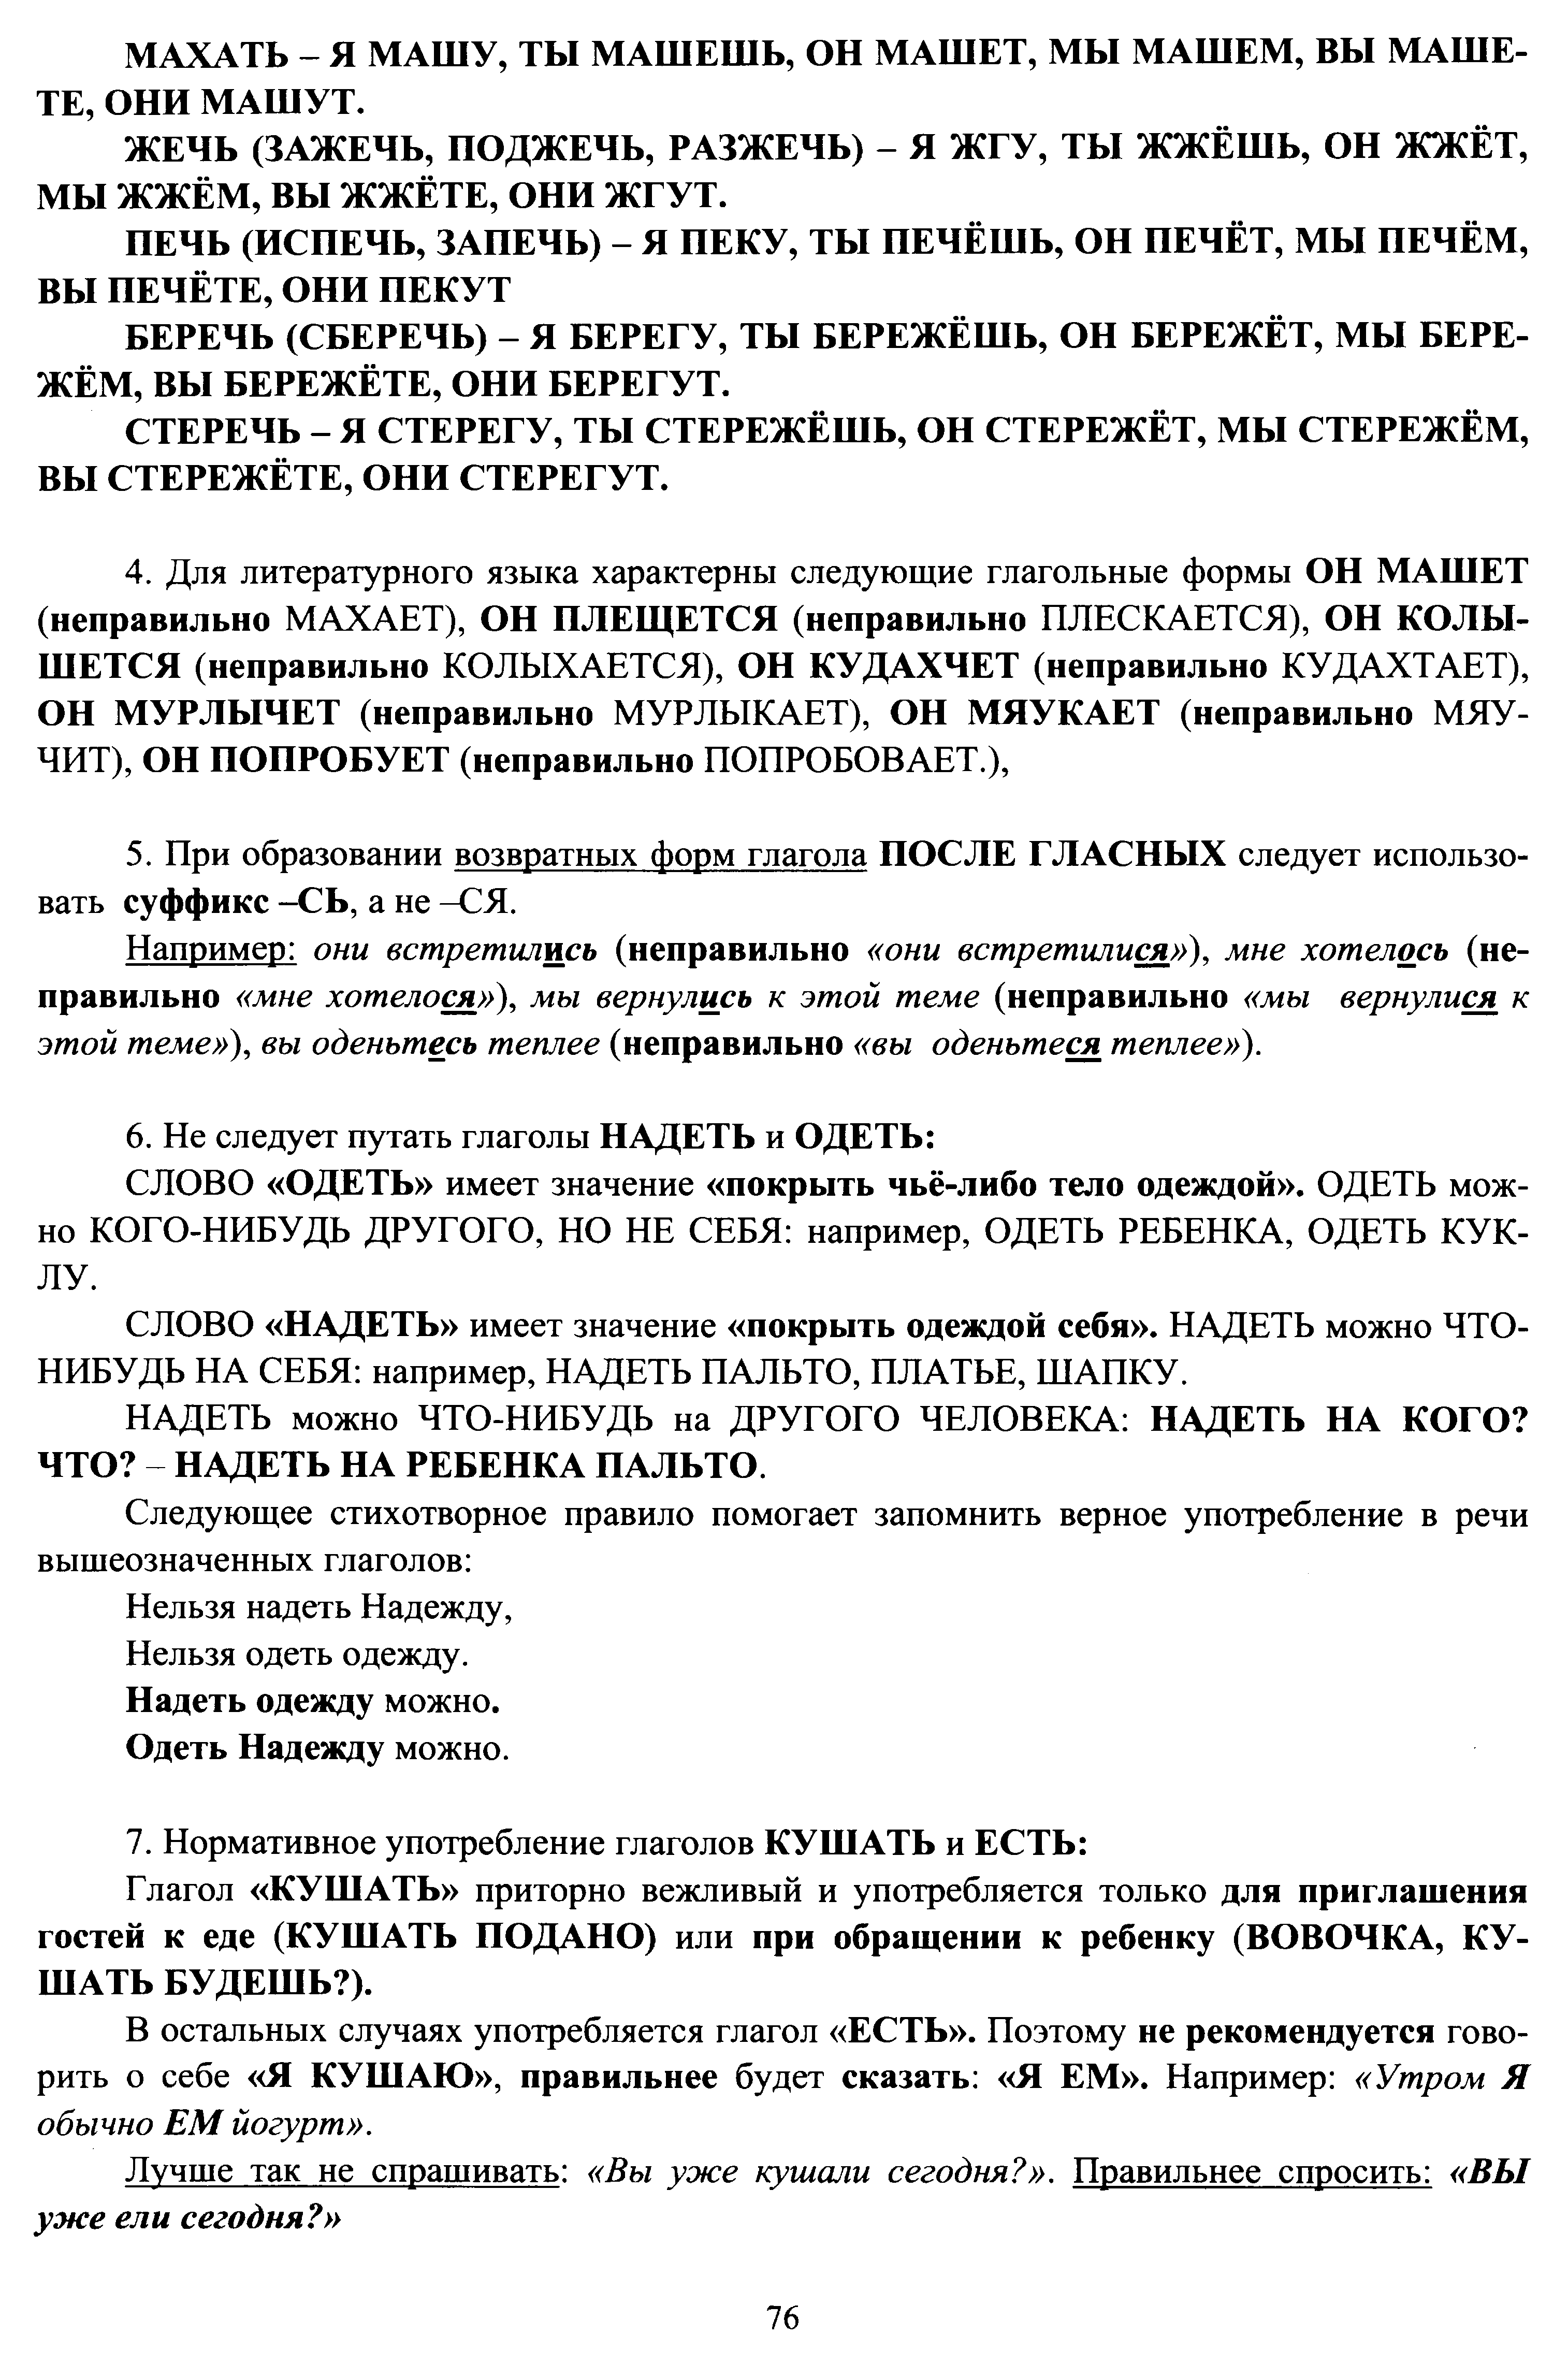 МАХАТЬ – Я МАШУ, ТЫ МАШЕШЬ, ОН МАШЕТ, МЫ МАШЕМ, ВЫ МАШЕ-
ТЕ, ОНИ МАШУТ.
ЖЕЧЬ (ЗАЖЕЧЬ, ПОДЖЕЧЬ, РАЗЖЕЧЬ) – Я ЖГУ, ТЫ ЖЖЁШЬ, ОН ЖЖЁТ,
МЫ ЖЖЁМ, ВЫ ЖЖЁТЕ, ОНИ ЖГУТ.
ПЕЧЬ (ИСПЕЧЬ, ЗАПЕЧЬ) – Я ПЕКУ, ТЫ ПЕЧЁШЬ, ОН ПЕЧЁТ, МЫ ПЕЧЁМ,
ВЫ ПЕЧЁТЕ, ОНИ ПЕКУТ
БЕРЕЧЬ (СБЕРЕЧЬ) – Я БЕРЕГУ, ТЫ БЕРЕЖЁШЬ, ОН БЕРЕЖЁТ, МЫ БЕРЕ-
ЖЁМ, ВЫ БЕРЕЖЁТЕ, ОНИ БЕРЕГУТ.
СТЕРЕЧЬ – Я СТЕРЕГУ, ТЫ СТЕРЕЖЁШЬ, ОН СТЕРЕЖЁТ, МЫ СТЕРЕЖЁМ,
ВЫ СТЕРЕЖЁТЕ, ОНИ СТЕРЕГУТ.
4. Для литературного языка характерны следующие глагольные формы ОН МАШЕТ
(неправильно МАХАЕТ), ОН ПЛЕЩЕТСЯ (неправильно ПЛЕСКАЕТСЯ), ОН КОЛЫ-
ШЕТСЯ (неправильно КОЛЫХАЕТСЯ), ОН КУДАХЧЕТ (неправильно КУДАХТАЕТ),
ОН МУРЛЫЧЕТ (неправильно МУРЛЫКАЕТ), ОН МЯУКАЕТ (неправильно МЯУ-
ЧИТ), ОН ПОПРОБУЕТ (неправильно ПОПРОБОВАЕТ.),
5. При образовании возвратных форм глагола ПОСЛЕ ГЛАСНЫХ следует использо-
вать суффикс –СЬ, а не –СЯ.
Например: они встретились (неправильно «они встретилися»), мне хотелось (не-
правильно «мне хотелося»), мы вернулись к этой теме (неправильно «мы вернулися к
этой теме»), вы оденьтесь теплее (неправильно «вы оденьтеся теплее»).
6. Не следует путать глаголы НАДЕТЬ и ОДЕТЬ:
СЛОВО «ОДЕТЬ» имеет значение «покрыть чьё-либо тело одеждой». ОДЕТЬ мож-
но КОГО-НИБУДЬ ДРУГОГО, НО НЕ СЕБЯ: например, ОДЕТЬ РЕБЕНКА, ОДЕТЬ КУК-
ЛУ.
СЛОВО «НАДЕТЬ» имеет значение «покрыть одеждой себя». НАДЕТЬ можно ЧТО-
НИБУДЬ НА СЕБЯ: например, НАДЕТЬ ПАЛЬТО, ПЛАТЬЕ, ШАПКУ.
НАДЕТЬ можно ЧТО-НИБУДЬ на ДРУГОГО ЧЕЛОВЕКА: НАДЕТЬ НА КОГО?
ЧТО? – НАДЕТЬ НА РЕБЕНКА ПАЛЬТО.
Следующее стихотворное правило помогает запомнить верное употребление в речи
вышеозначенных глаголов:
Нельзя надеть Надежду,
Нельзя одеть одежду.
Надеть одежду можно.
Одеть Надежду можно.
7. Нормативное употребление глаголов КУШАТЬ и ЕСТЬ:
Глагол «КУШАТЬ» приторно вежливый и употребляется только для приглашения
гостей к еде (КУШАТЬ ПОДАНО) или при обращении к ребенку (ВОВОЧКА, КУ-
ШАТЬ БУДЕШЬ?).
В остальных случаях употребляется глагол «ЕСТЬ». Поэтому не рекомендуется гово-
рить о себе «Я КУШАЮ», правильнее будет сказать: «Я ЕМ». Например: «Утром Я
обычно ЕМ йогурт».
Лучше так не спрашивать: «Вы уже кушали сегодня?». Правильнее спросить: «ВЫ
уже ели сегодня?»
76